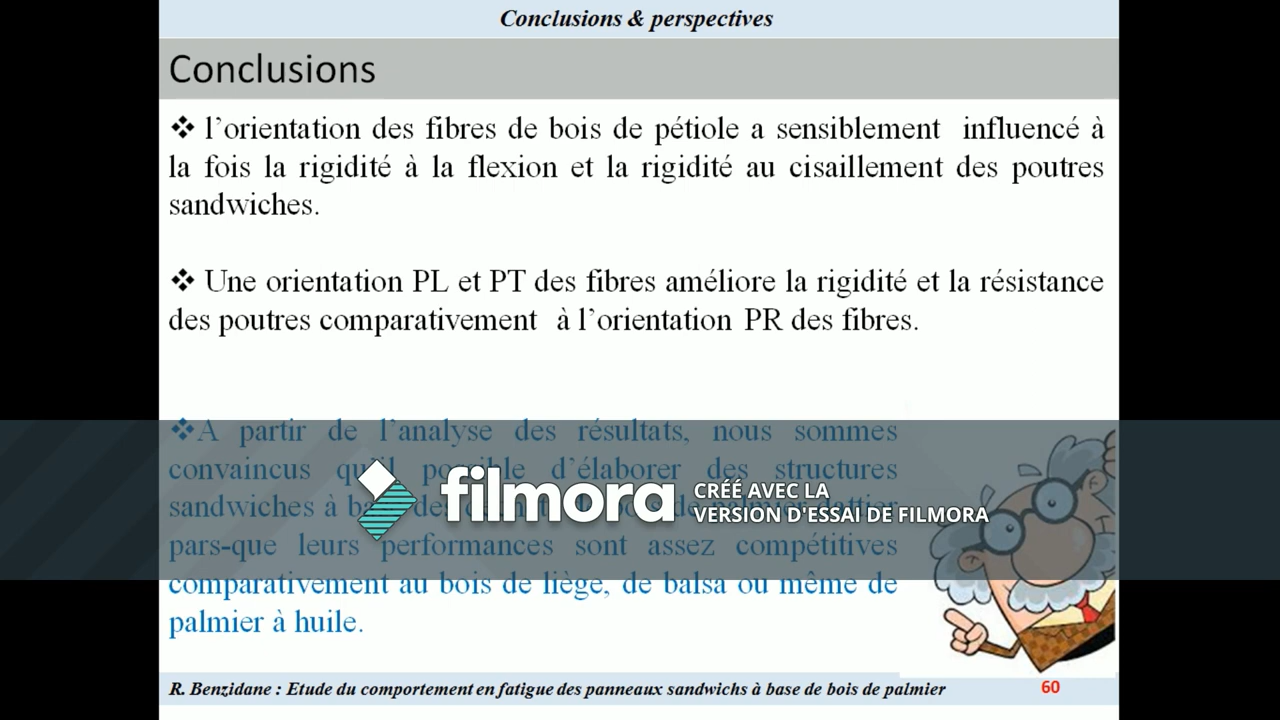 Conclusions & perspectives
Conclusions
❖ l’orientation des fibres de bois de pétiole a sensiblement influencé à
la fois la rigidité à la flexion et la rigidité au cisaillement des poutres
sandwiches.
❖ Une orientation PL et PT des fibres améliore la rigidité et la résistance
des poutres comparativement à l’orientation PR des fibres.
❖A partir de l’analyse des résultats, nous sommes
convaincus qu'il possible d’élaborer des structures
sandwiches à base des
filmora
CRÉÉ AVEC LA
VERSION D'ESSAI DE FILMORA
pars-que leurs performances sont assez compétitives
comparativement au bois de liège, de balsa ou même de
palmier à huile.
R. Benzidane : Etude du comportement en fatigue des panneaux sandwichs à base de bois de palmier
60